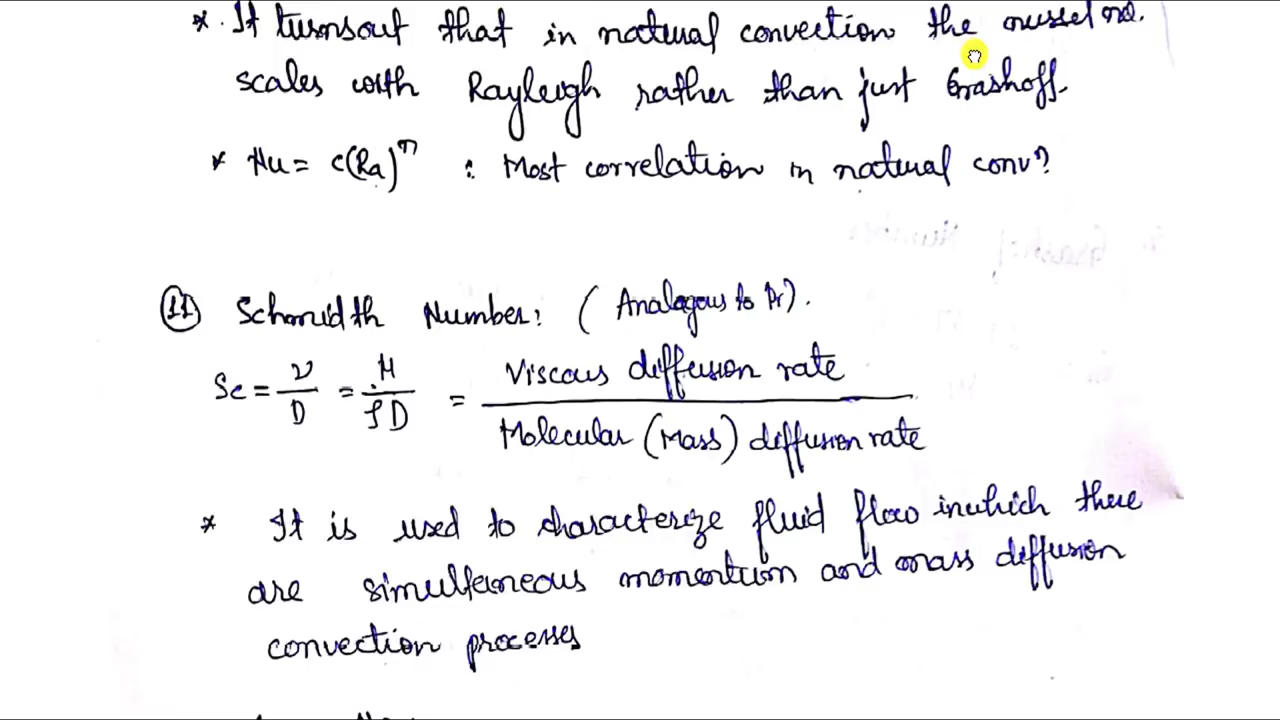 * It turnsout that in natural convection the nussel no.
scales with Rayleigh rather than just Grashoff.
* Nu = c(Ra)^n : Most correlation in natural conv?
11 Schmidth Number: (Analogous to Pr).
Sc = ν/D = μ/ρD = Viscous diffusion rate / Molecular (Mass) diffusion rate
* It is used to characterize fluid flow inwhich there
are simultaneous momentum and mass diffusion
convection processes